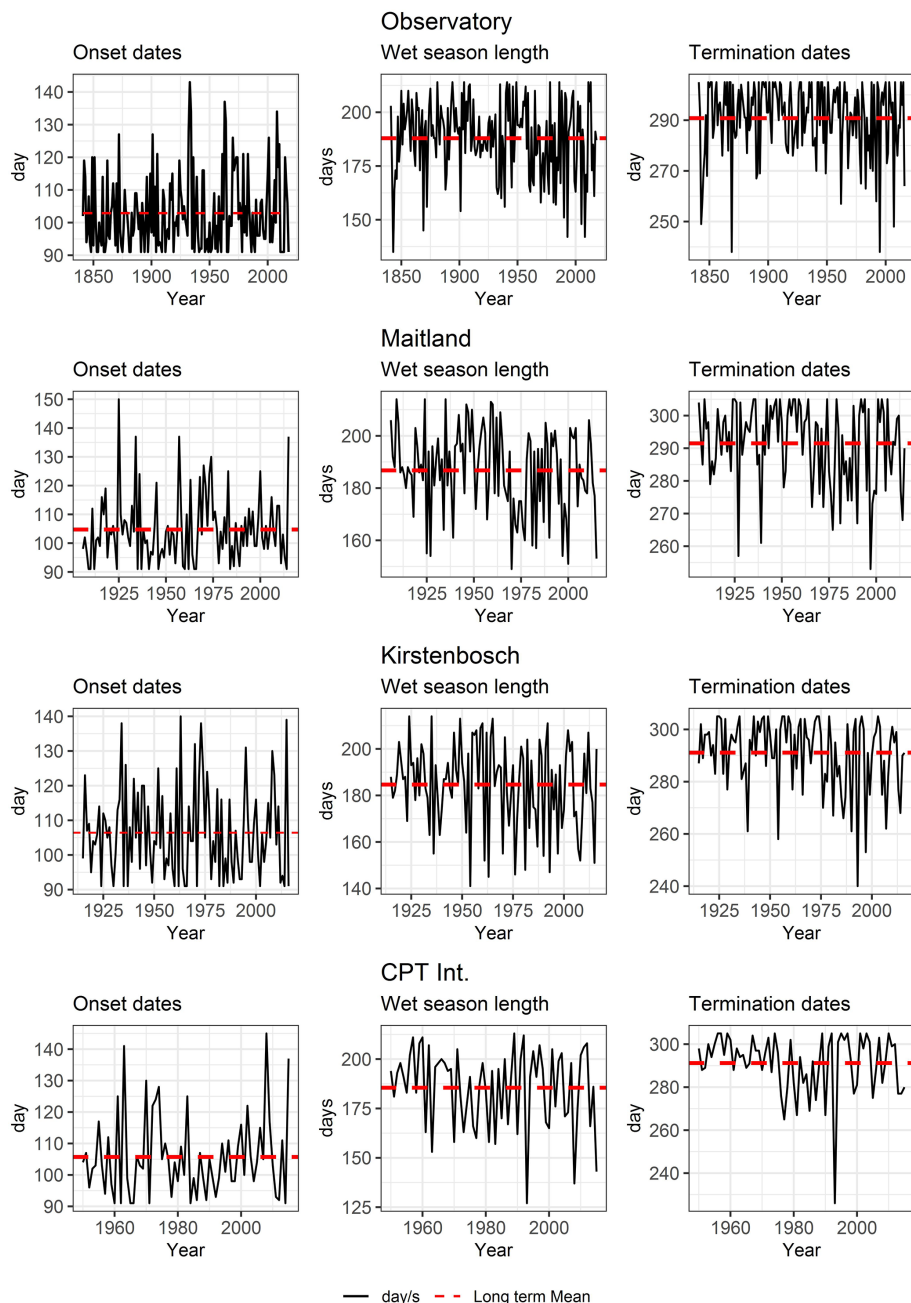 Observatory
Onset dates Wet season length Termination dates
140
130
120
110
100
90
day
1850 1900 1950 2000
Year
200
175
150
days
1850 1900 1950 2000
Year
290
270
250
day
1850 1900 1950 2000
Year
Maitland
Onset dates Wet season length Termination dates
150
140
130
120
110
100
90
day
1925 1950 1975 2000
Year
200
180
160
days
1925 1950 1975 2000
Year
300
290
280
270
260
day
1925 1950 1975 2000
Year
Kirstenbosch
Onset dates Wet season length Termination dates
140
130
120
110
100
90
day
1925 1950 1975 2000
Year
200
180
160
140
days
1925 1950 1975 2000
Year
300
280
260
240
day
1925 1950 1975 2000
Year
CPT Int.
Onset dates Wet season length Termination dates
140
130
120
110
100
90
day
1960 1980 2000
Year
200
175
150
125
days
1960 1980 2000
Year
300
280
260
240
day
1960 1980 2000
Year
day/s Long term Mean